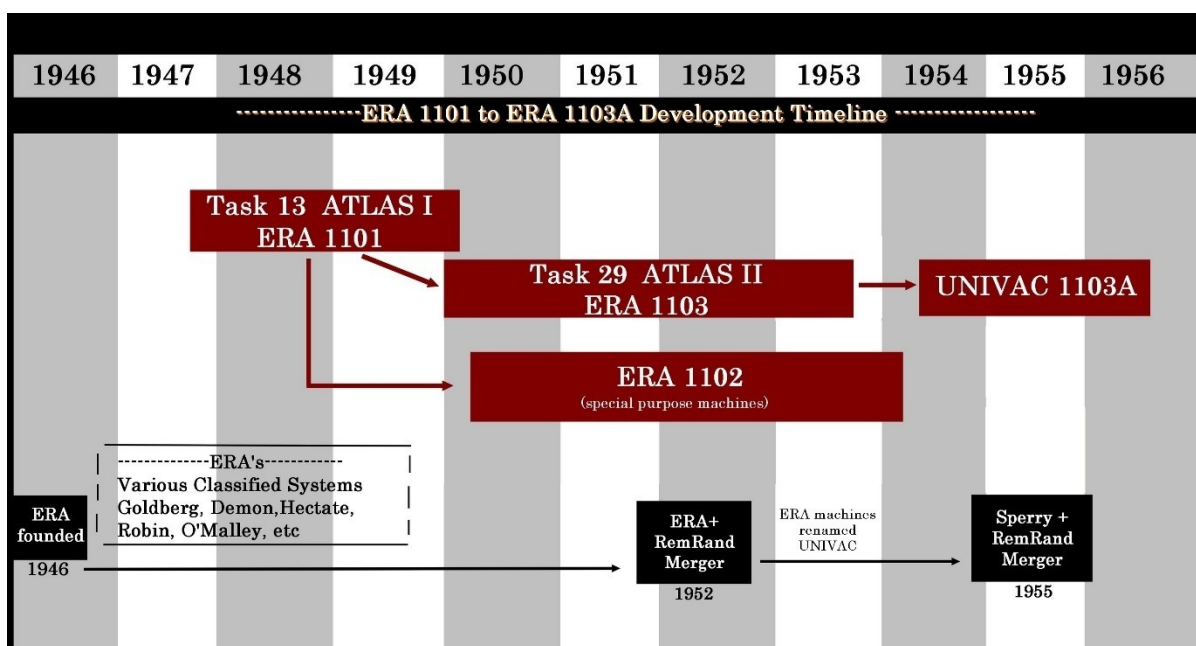 1946 1947 1948 1949 1950 1951 1952 1953 1954 1955 1956
----------------ERA 1101 to ERA 1103A Development Timeline ----------------
Task 13 ATLAS I
ERA 1101
Task 29 ATLAS II
ERA 1103
UNIVAC 1103A
ERA 1102
(special purpose machines)
------------ERA's------------
Various Classified Systems
Goldberg, Demon,Hectate,
Robin, O'Malley, etc
ERA
founded
1946
ERA+
RemRand
Merger
1952
ERA machines
renamed
UNIVAC
Sperry +
RemRand
Merger
1955